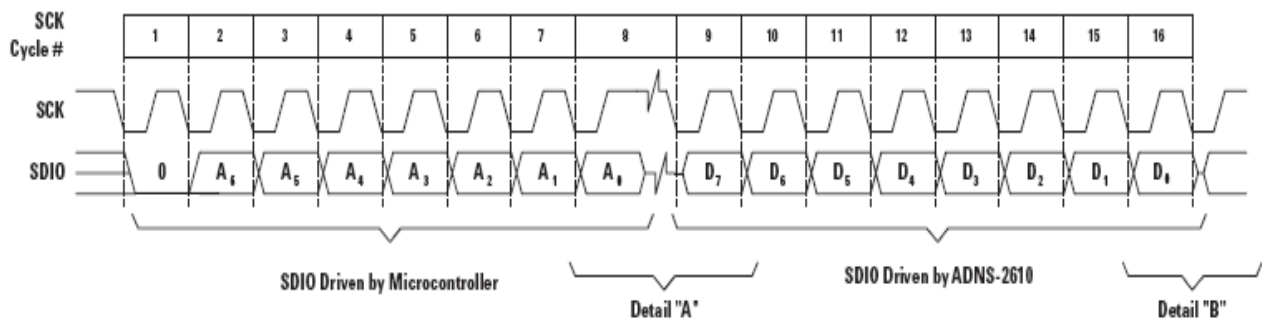 SCK
Cycle #
1 2 3 4 5 6 7 8 9 10 11 12 13 14 15 16
SCK
SDIO 0 A₆ A₅ A₄ A₃ A₂ A₁ A₀ D₇ D₆ D₅ D₄ D₃ D₂ D₁ D₀
SDIO Driven by Microcontroller
SDIO Driven by ADNS-2610
Detail "A"
Detail "B"